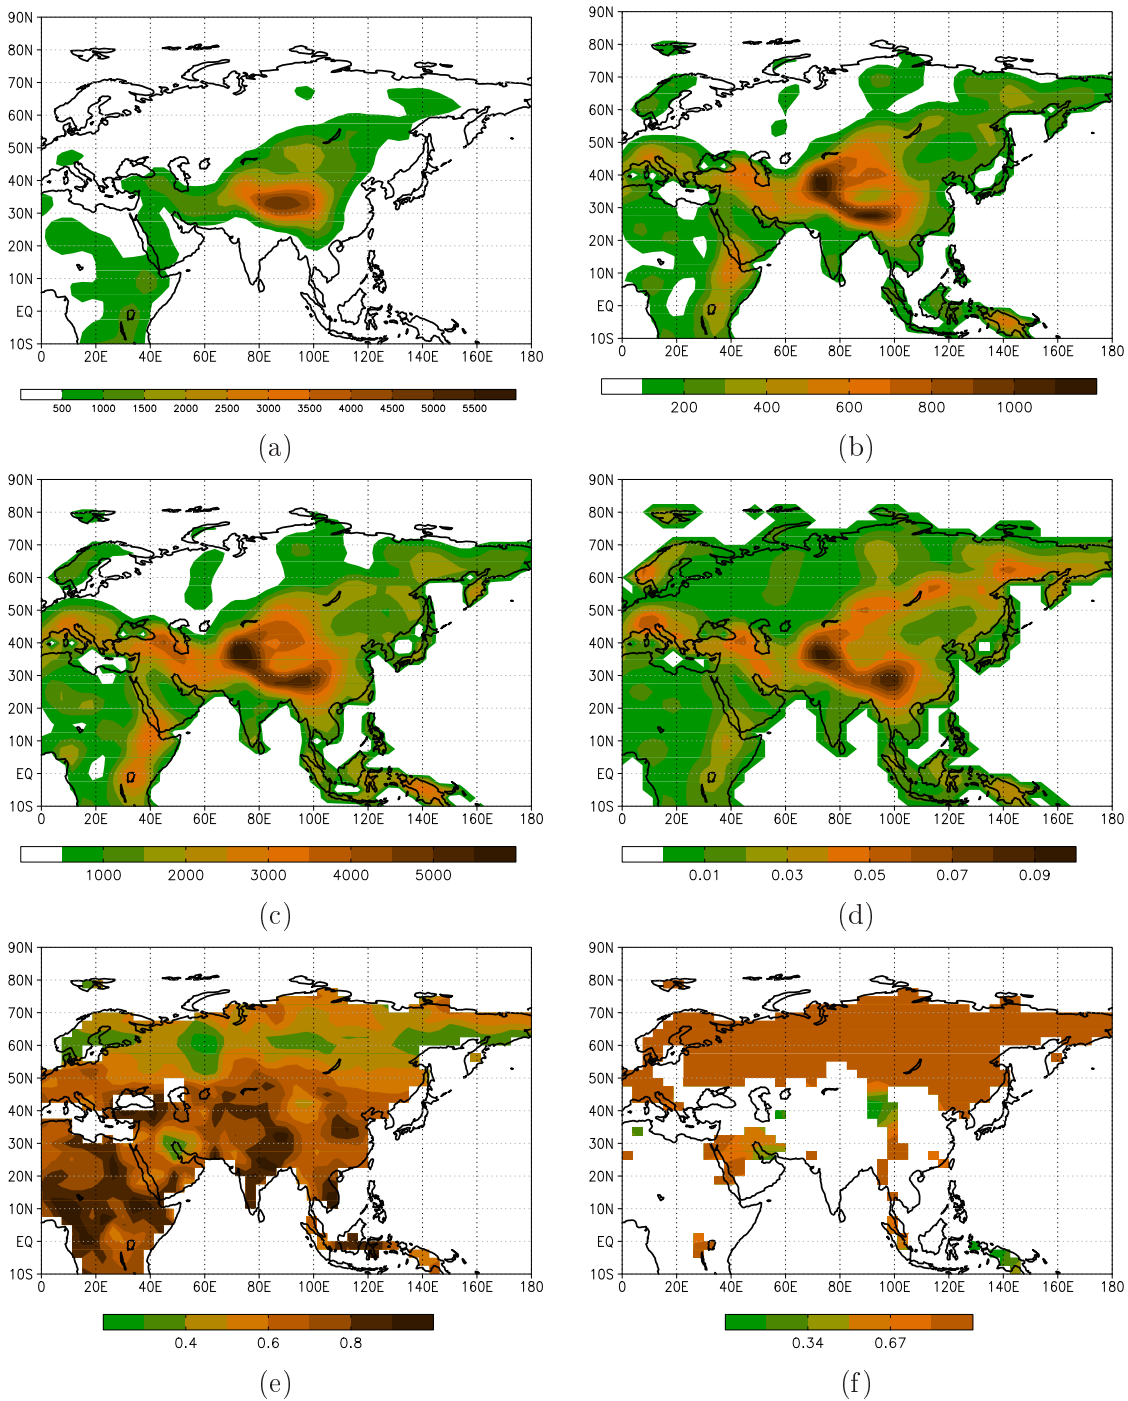 90N
80N
70N
60N
50N
40N
30N
20N
10N
EQ
10S
0 20E 40E 60E 80E 100E 120E 140E 160E 180
500 1000 1500 2000 2500 3000 3500 4000 4500 5000 5500
(a)
90N
80N
70N
60N
50N
40N
30N
20N
10N
EQ
10S
0 20E 40E 60E 80E 100E 120E 140E 160E 180
200 400 600 800 1000
(b)
90N
80N
70N
60N
50N
40N
30N
20N
10N
EQ
10S
0 20E 40E 60E 80E 100E 120E 140E 160E 180
1000 2000 3000 4000 5000
(c)
90N
80N
70N
60N
50N
40N
30N
20N
10N
EQ
10S
0 20E 40E 60E 80E 100E 120E 140E 160E 180
0.01 0.03 0.05 0.07 0.09
(d)
90N
80N
70N
60N
50N
40N
30N
20N
10N
EQ
10S
0 20E 40E 60E 80E 100E 120E 140E 160E 180
0.4 0.6 0.8
(e)
90N
80N
70N
60N
50N
40N
30N
20N
10N
EQ
10S
0 20E 40E 60E 80E 100E 120E 140E 160E 180
0.34 0.67
(f)